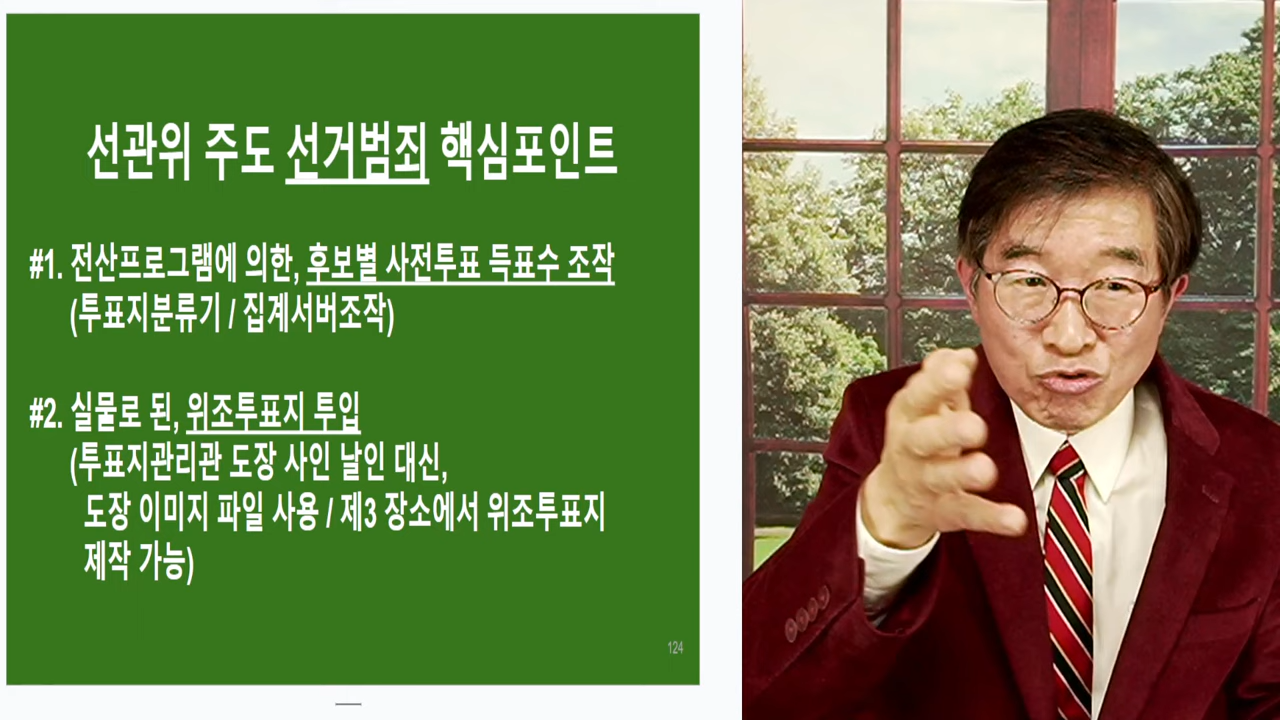 선관위 주도 선거범죄 핵심포인트
#1. 전산프로그램에 의한, 후보별 사전투표 득표수 조작
(투표지분류기 / 집계서버조작)
#2. 실물로 된, 위조투표지 투입
(투표지관리관 도장 사인 날인 대신,
도장 이미지 파일 사용 / 제3 장소에서 위조투표지
제작 가능)
124